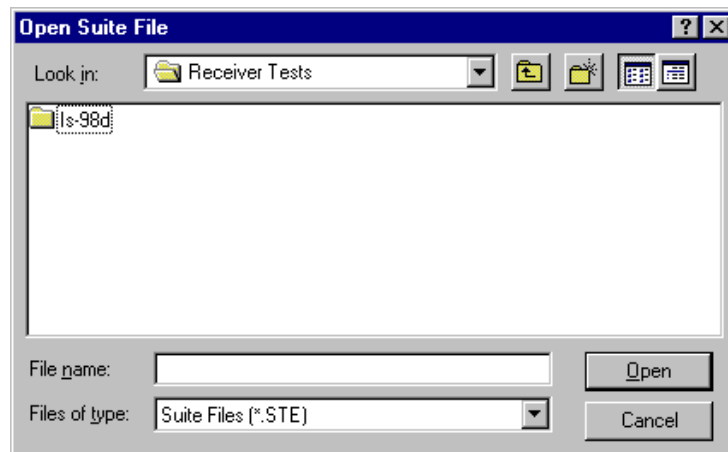 Open Suite File
Look in: Receiver Tests
Is-98d
File name: Open
Files of type: Suite Files (*.STE) Cancel